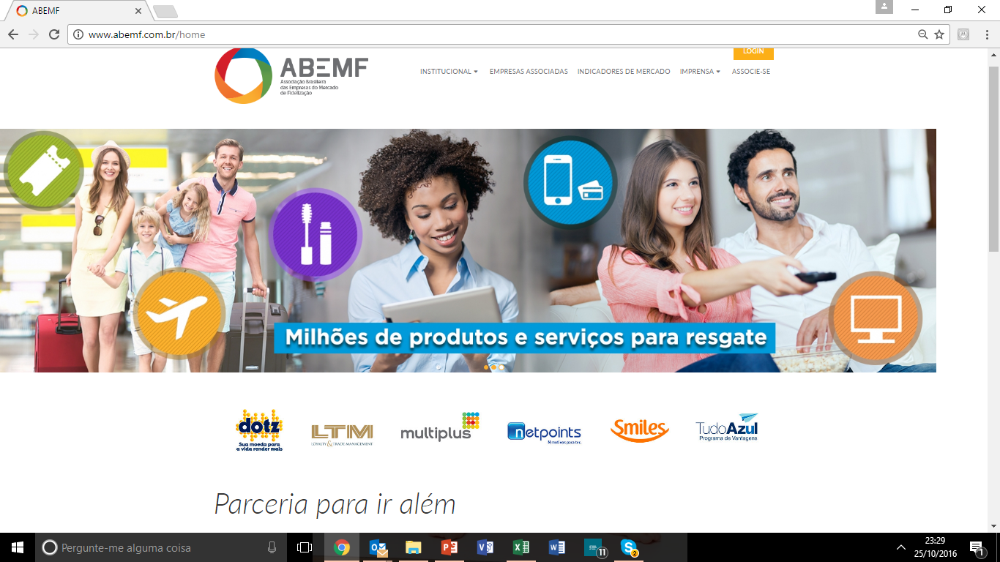 ABEMF
www.abemf.com.br/home
LOGIN
ABEMF
Associação Brasileira
das Empresas do Mercado
de Fidelização
INSTITUCIONAL EMPRESAS ASSOCIADAS INDICADORES DE MERCADO IMPRENSA ASSOCIE-SE
Milhões de produtos e serviços para resgate
dotz
Sua moeda para
a vida render mais
LTM
LOYALTY & TRADE MANAGEMENT
multiplus
netpoints
N motivos para ter.
Smiles
TudoAzul
Programa de Vantagens
Parceria para ir além
Pergunte-me alguma coisa
11
2
23:29
25/10/2016
1